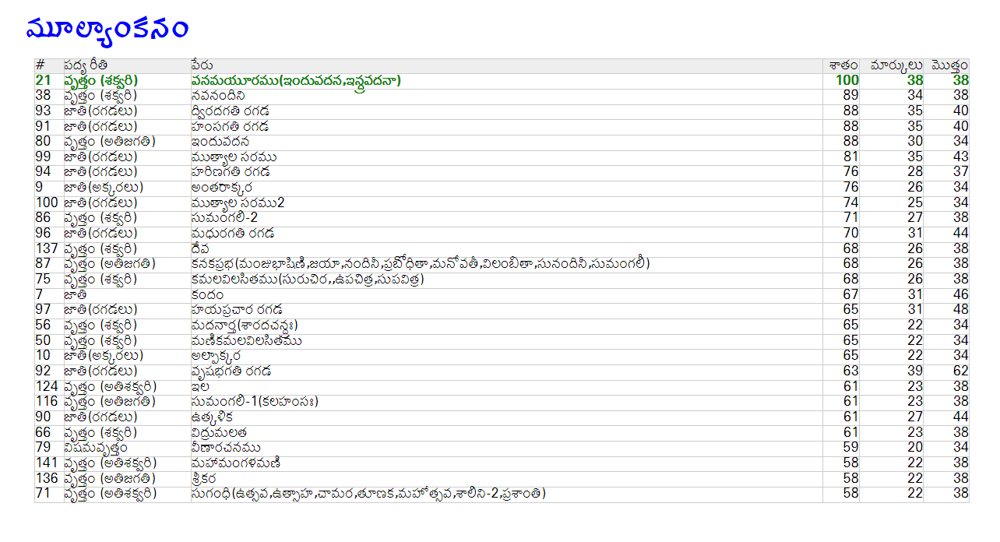 మూల్యాంకనం
# పద్య రీతి పేరు శాతం మార్కులు మొత్తం
21 వృత్తం (శక్వరి) వనమయూరము(ఇందువదన,ఇన్ద్రవదనా) 100 38 38
38 వృత్తం (శక్వరి) నవనందిని 89 34 38
93 జాతి(రగడలు) ద్విరదగతి రగడ 88 35 40
91 జాతి(రగడలు) హంసగతి రగడ 88 35 40
80 వృత్తం (అతిజగతి) ఇందువదన 88 30 34
99 జాతి(రగడలు) ముత్యాల సరము 81 35 43
94 జాతి(రగడలు) హరిణగతి రగడ 76 28 37
9 జాతి(అక్కరలు) అంతరాక్కర 76 26 34
100 జాతి(రగడలు) ముత్యాల సరము2 74 25 34
86 వృత్తం (శక్వరి) సుమంగలి-2 71 27 38
96 జాతి(రగడలు) మధురగతి రగడ 70 31 44
137 వృత్తం (శక్వరి) దేవ 68 26 38
87 వృత్తం (అతిజగతి) కనకప్రభ(మంజుభాషిణి,జయా,నందినీ,ప్రబోధితా,మనోవతీ,విలంబితా,సునందినీ,సుమంగలీ) 68 26 38
75 వృత్తం (శక్వరి) కమలవిలసితము(సురుచిర,,ఉపచిత్ర,సుపవిత్ర) 68 26 38
7 జాతి కందం 67 31 46
97 జాతి(రగడలు) హయప్రచార రగడ 65 31 48
56 వృత్తం (శక్వరి) మదనార్త(శారదచన్ద్రః) 65 22 34
50 వృత్తం (శక్వరి) మణికమలవిలసితము 65 22 34
10 జాతి(అక్కరలు) అల్పాక్కర 65 22 34
92 జాతి(రగడలు) వృషభగతి రగడ 63 39 62
124 వృత్తం (అతిశక్వరి) ఇల 61 23 38
116 వృత్తం (అతిజగతి) సుమంగలి-1(కలహంసః) 61 23 38
90 జాతి(రగడలు) ఉత్కళిక 61 27 44
66 వృత్తం (శక్వరి) విద్రుమలత 61 23 38
79 విషమవృత్తం వీణారచనము 59 20 34
141 వృత్తం (అతిశక్వరి) మహామంగళమణి 58 22 38
136 వృత్తం (అతిజగతి) శ్రీకర 58 22 38
71 వృత్తం (అతిశక్వరి) సుగంధి(ఉత్సవ,ఉత్సాహ,చామర,తూణక,మహోత్సవ,శాలిని-2,ప్రశాంతి) 58 22 38